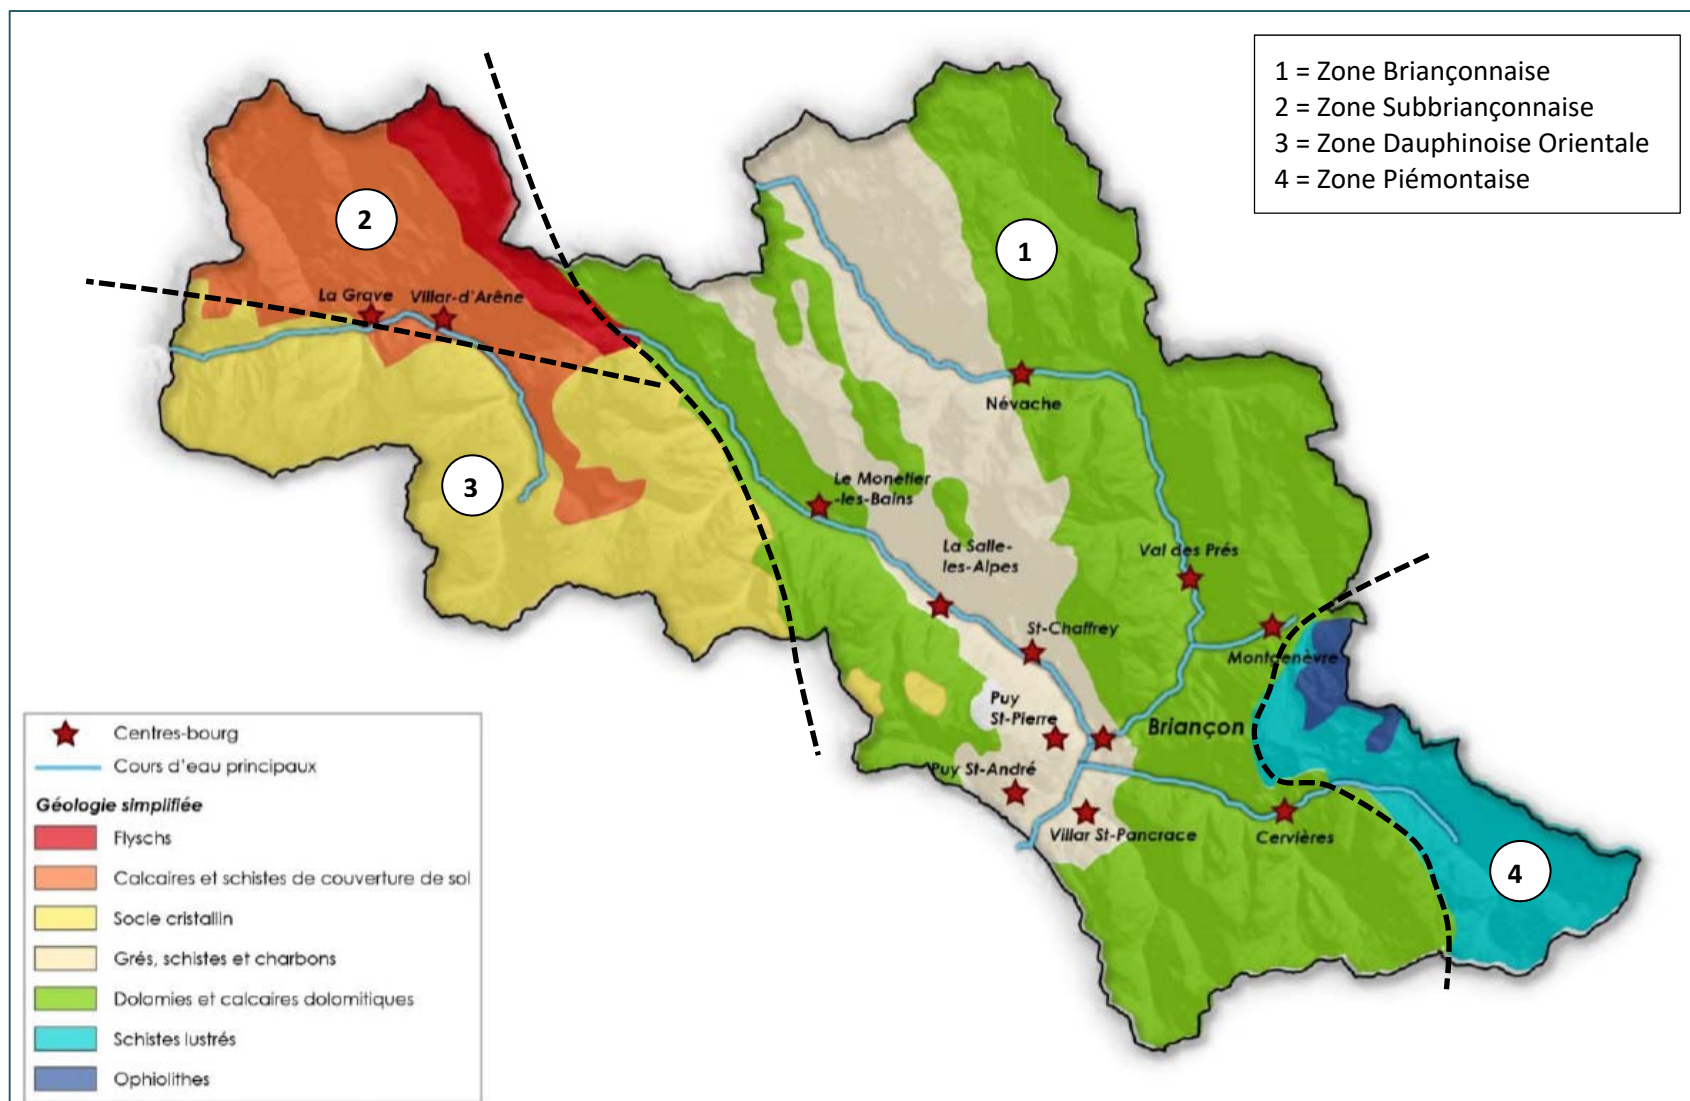 1 = Zone Briançonnaise
2 = Zone Subbriançonnaise
3 = Zone Dauphinoise Orientale
4 = Zone Piémontaise
2
1
La Grave
Villar-d'Arêne
Névache
3
Le Monetier
-les-Bains
La Salle-
les-Alpes
Val des Prés
St-Chaffrey
Montgenèvre
Puy
St-Pierre
Briançon
Puy St-André
Villar St-Pancrace
Cervières
4
Centres-bourg
Cours d'eau principaux
Géologie simplifiée
Flyschs
Calcaires et schistes de couverture de sol
Socle cristallin
Grés, schistes et charbons
Dolomies et calcaires dolomitiques
Schistes lustrés
Ophiolithes